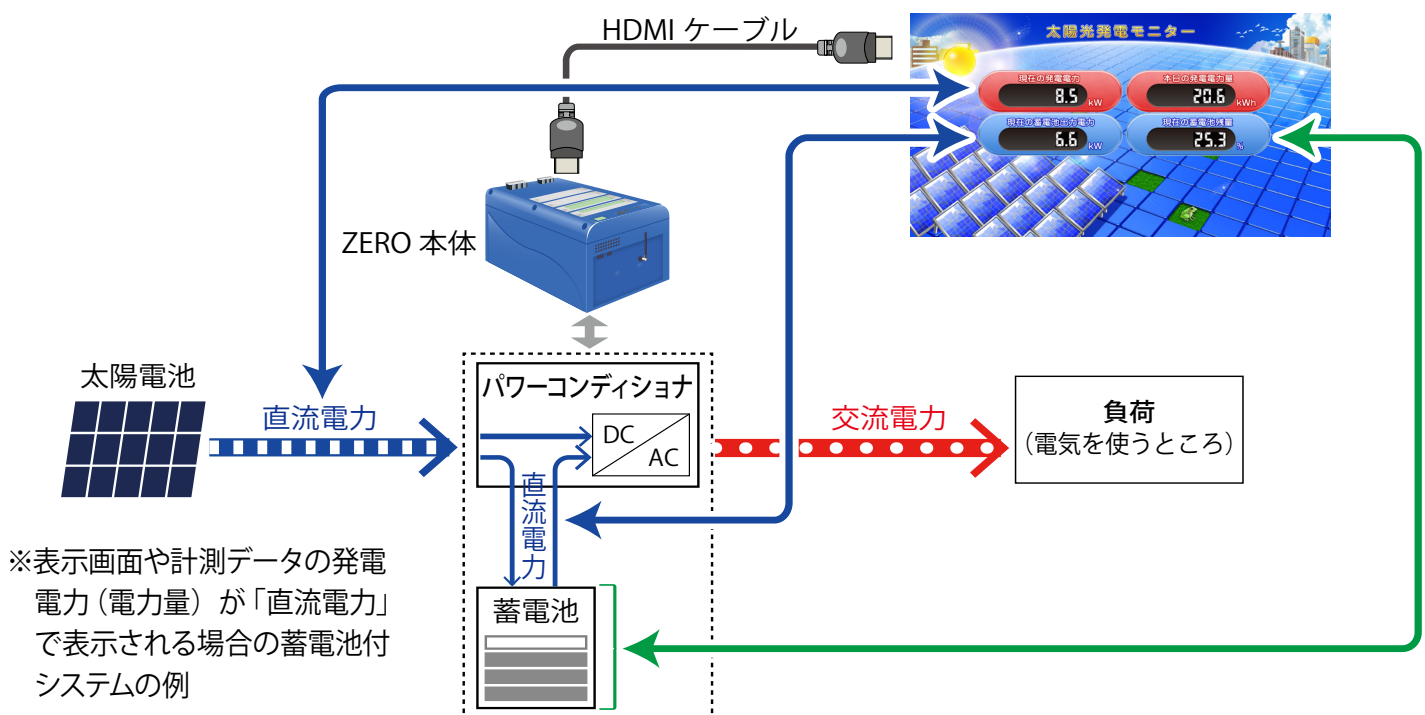 HDMI ケーブル
太陽光発電モニター
現在の発電電力
8.5 kW
本日の発電電力量
20.6 kWh
現在の蓄電池出力電力
6.6 kW
現在の蓄電池残量
25.3 %
ZERO 本体
太陽電池
直流電力
パワーコンディショナ
DC
AC
交流電力
負荷
（電気を使うところ）
直流電力
蓄電池
※表示画面や計測データの発電
電力（電力量）が「直流電力」
で表示される場合の蓄電池付
システムの例